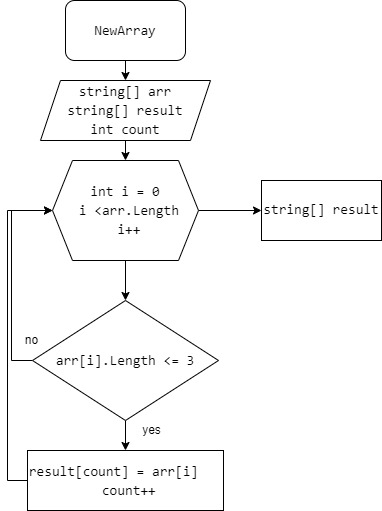 NewArray
string[] arr
string[] result
int count
int i = 0
i <arr.Length
i++
string[] result
no
arr[i].Length <= 3
yes
result[count] = arr[i]
count++